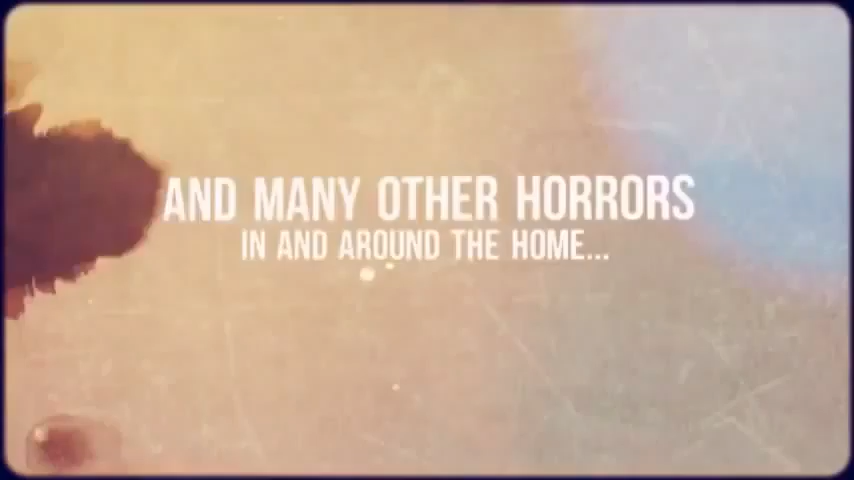 AND MANY OTHER HORRORS
IN AND AROUND THE HOME...